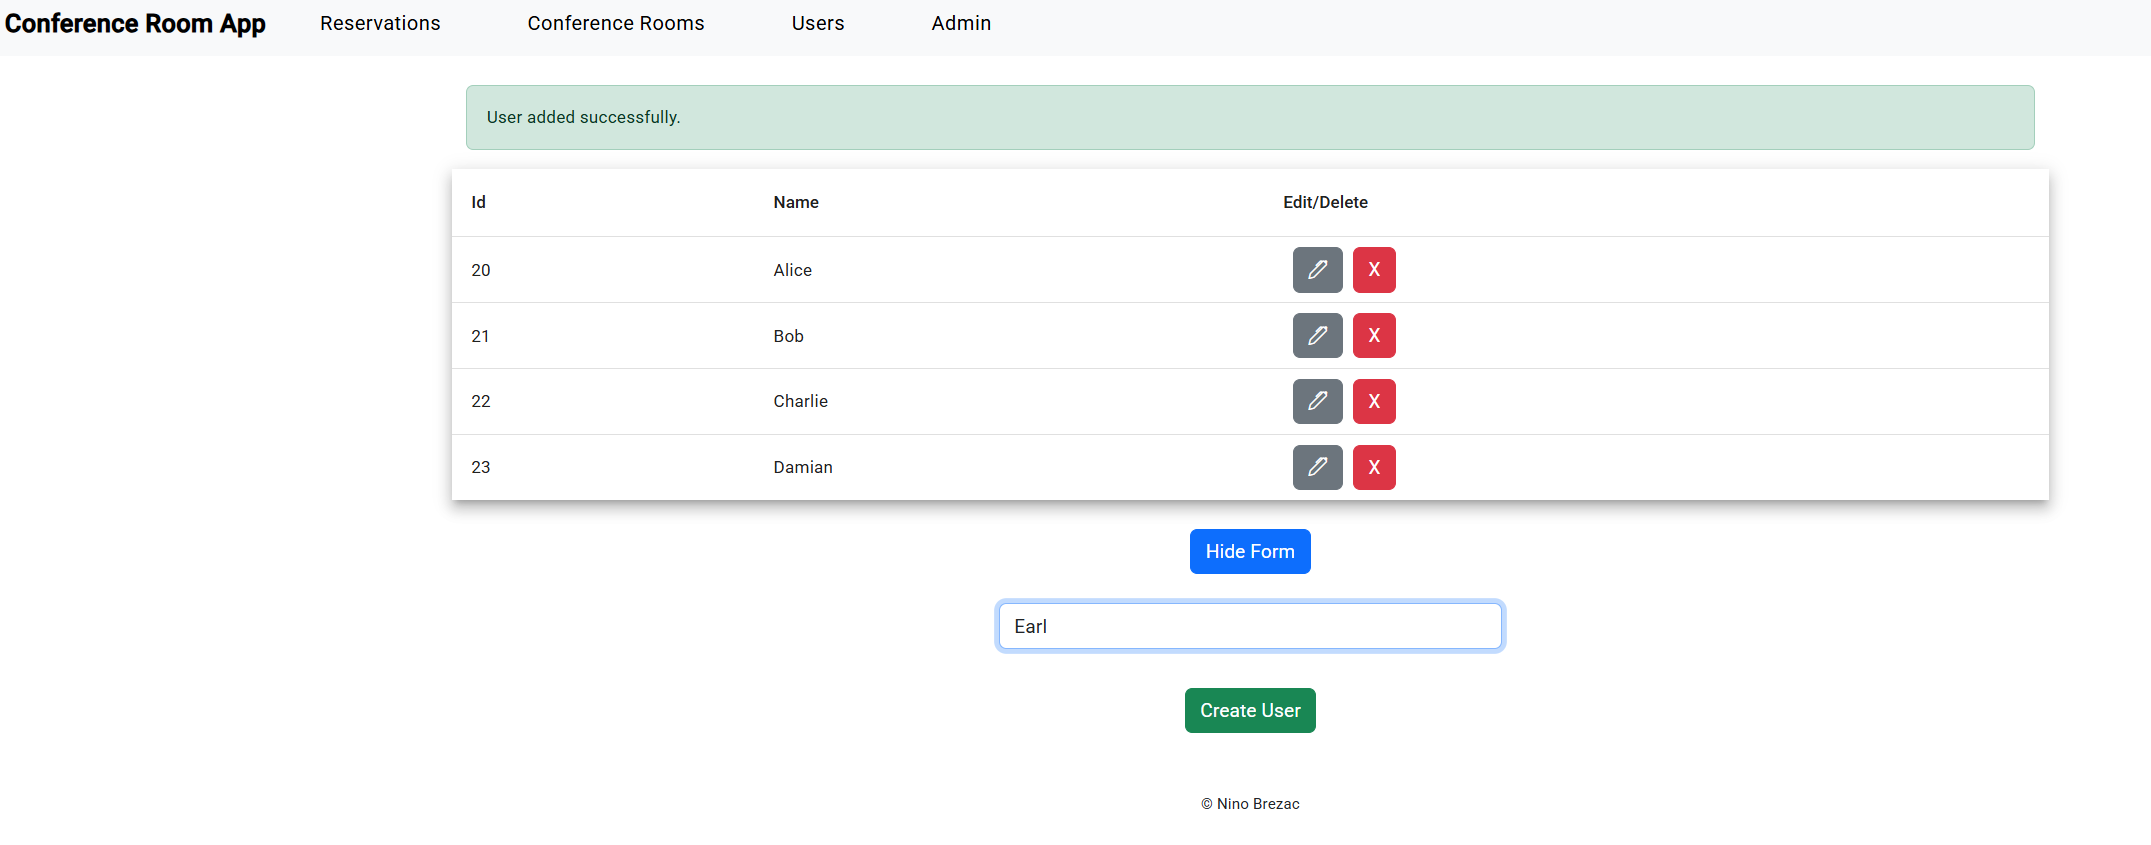 Conference Room App Reservations Conference Rooms Users Admin
User added successfully.
Id Name Edit/Delete
20 Alice X
21 Bob X
22 Charlie X
23 Damian X
Hide Form
Earl
Create User
© Nino Brezac